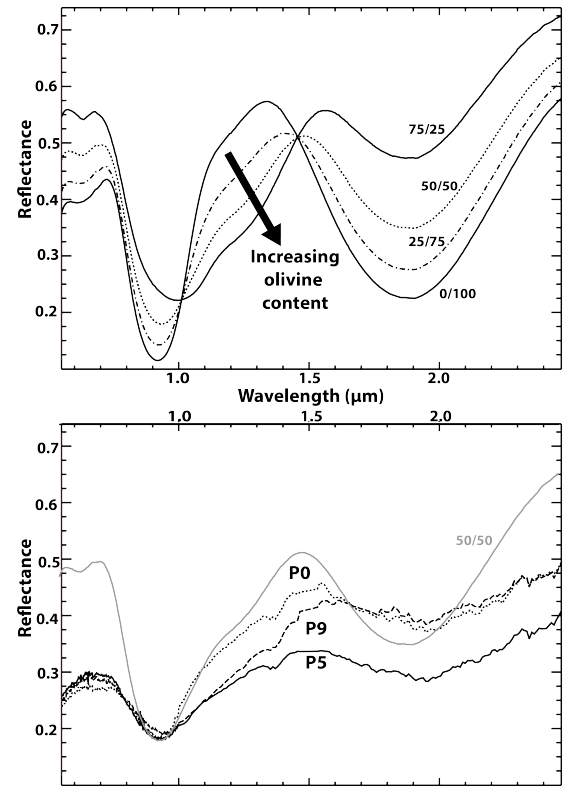 0.7
0.6
0.5
0.4
0.3
0.2
Reflectance
75/25
50/50
25/75
0/100
Increasing
olivine
content
1.0 1.5 2.0
Wavelength (μm)
1.0 1.5 2.0
0.7
0.6
0.5
0.4
0.3
0.2
Reflectance
50/50
P0
P9
P5